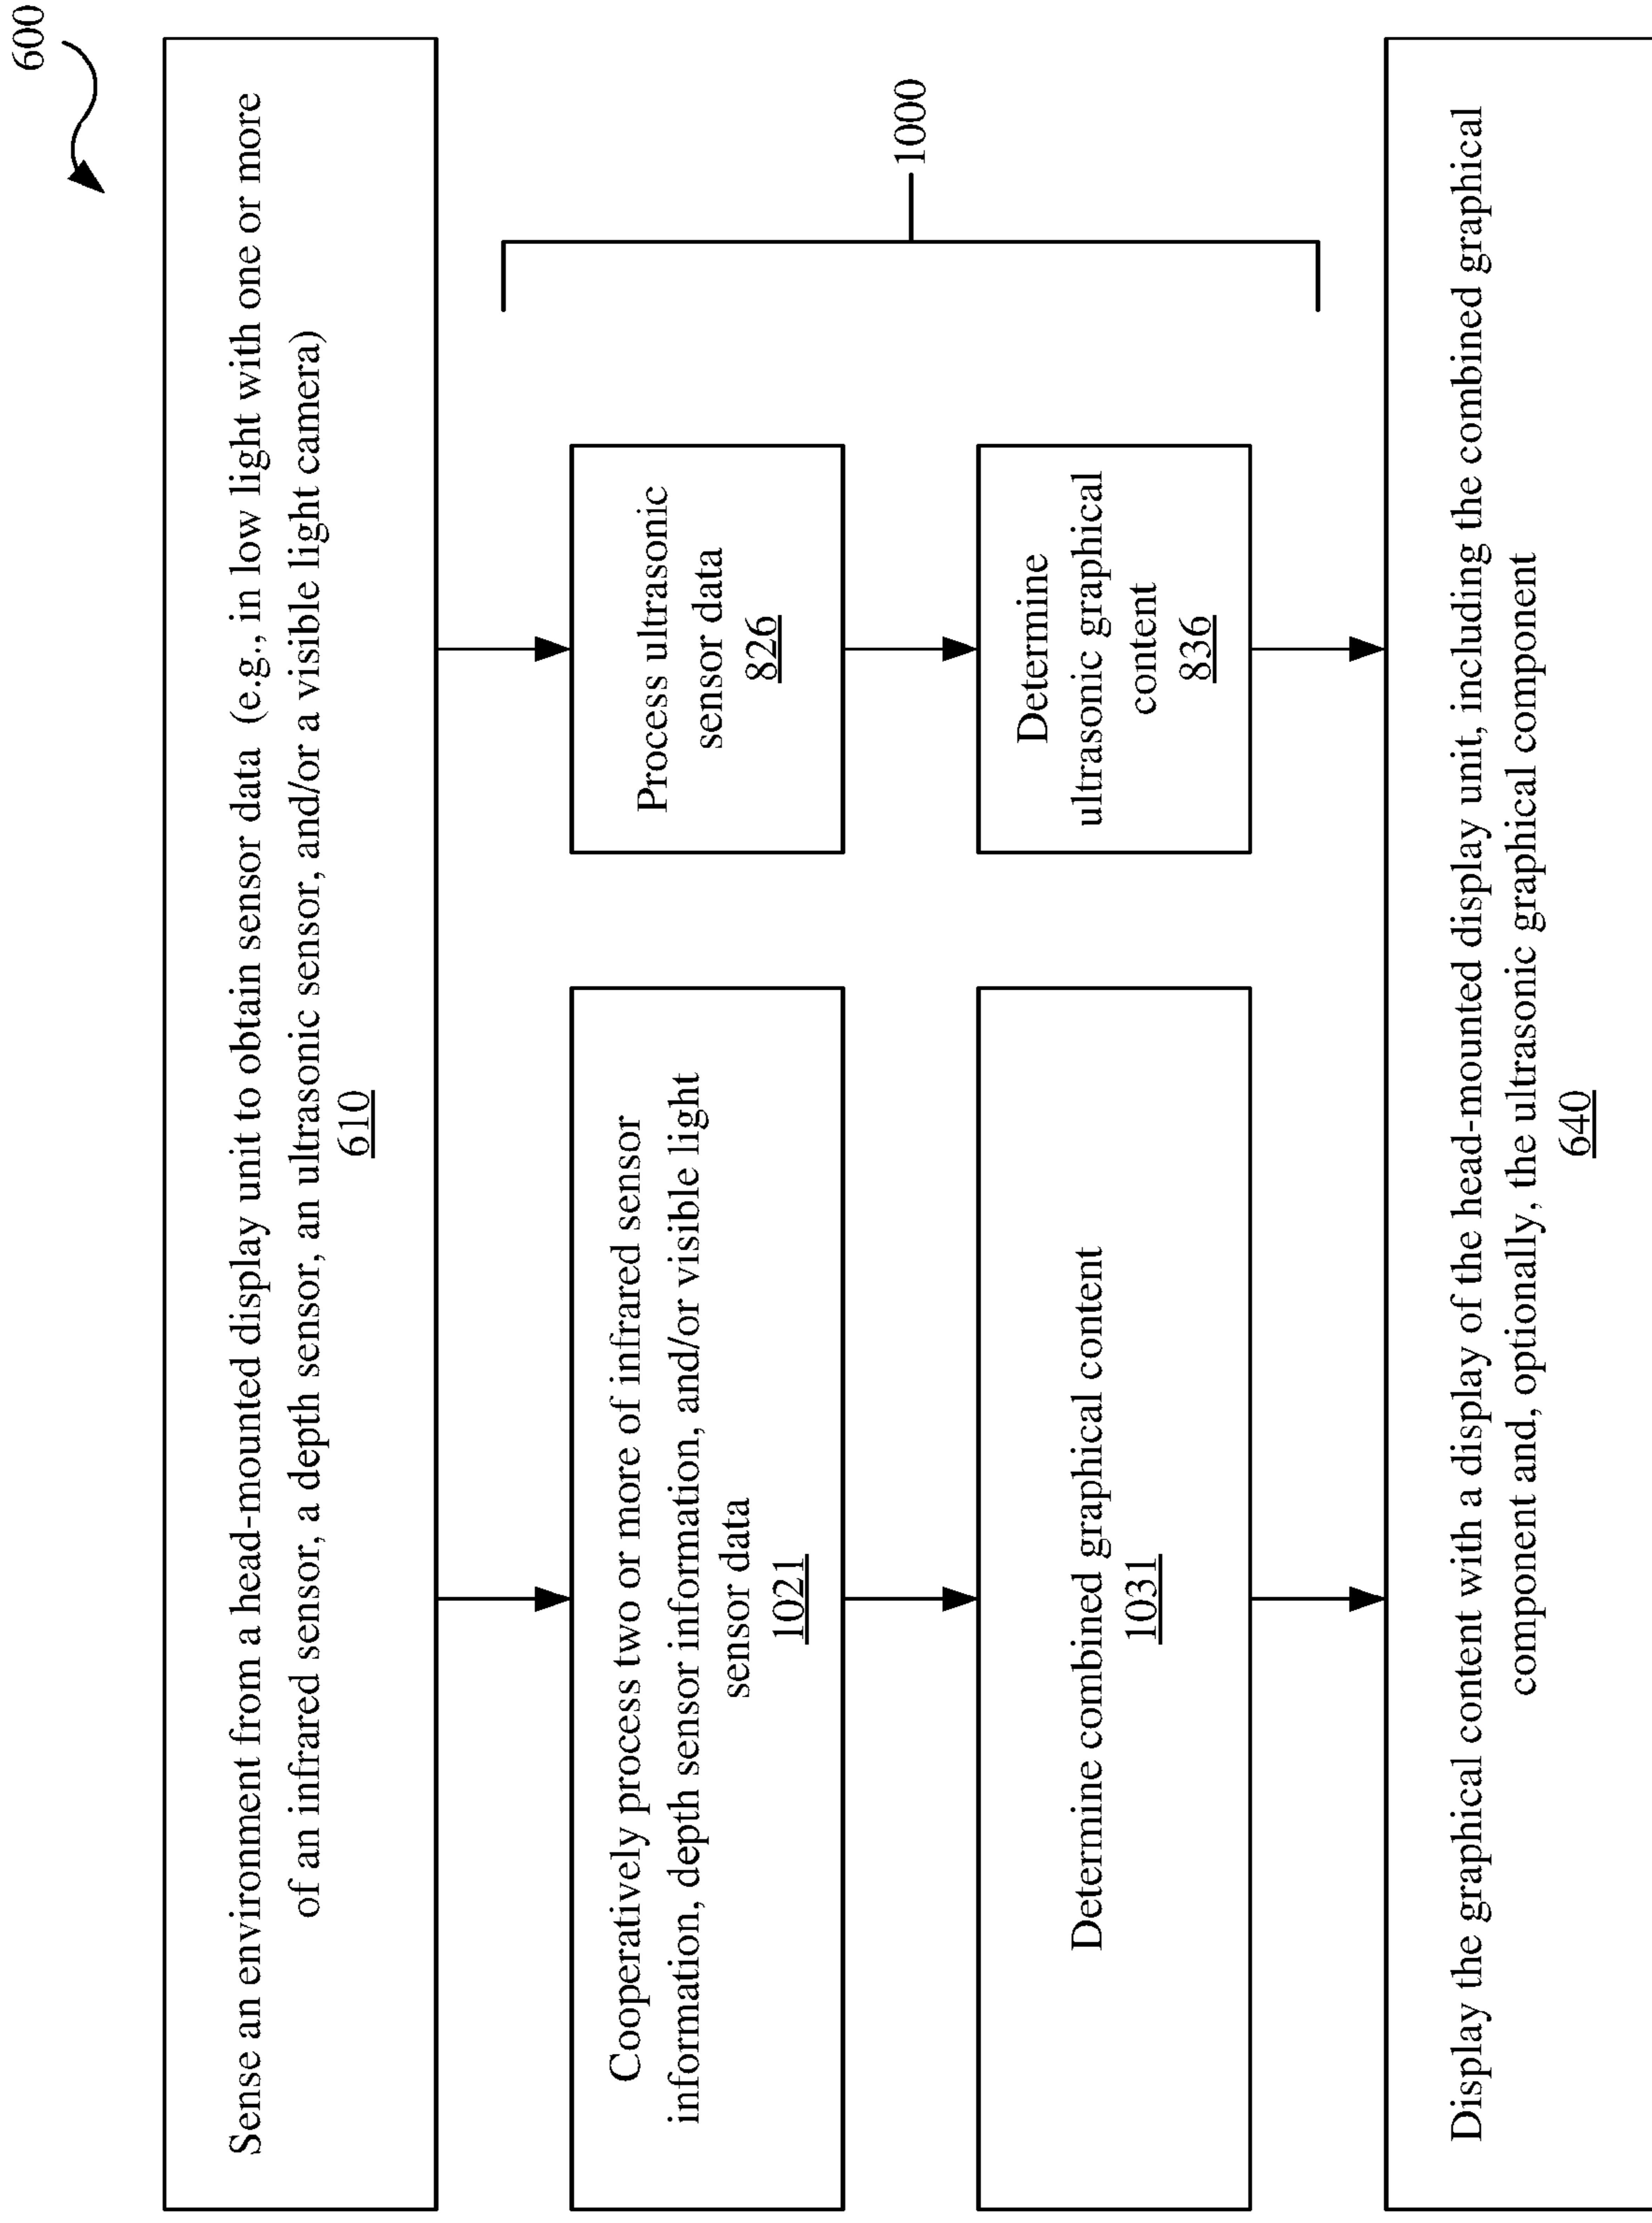 600
Sense an environment from a head-mounted display unit to obtain sensor data (e.g., in low light with one or more
of an infrared sensor, a depth sensor, an ultrasonic sensor, and/or a visible light camera)
610
Cooperatively process two or more of infrared sensor
information, depth sensor information, and/or visible light
sensor data
1021
Process ultrasonic
sensor data
826
1000
Determine combined graphical content
1031
Determine
ultrasonic graphical
content
836
Display the graphical content with a display of the head-mounted display unit, including the combined graphical
component and, optionally, the ultrasonic graphical component
640